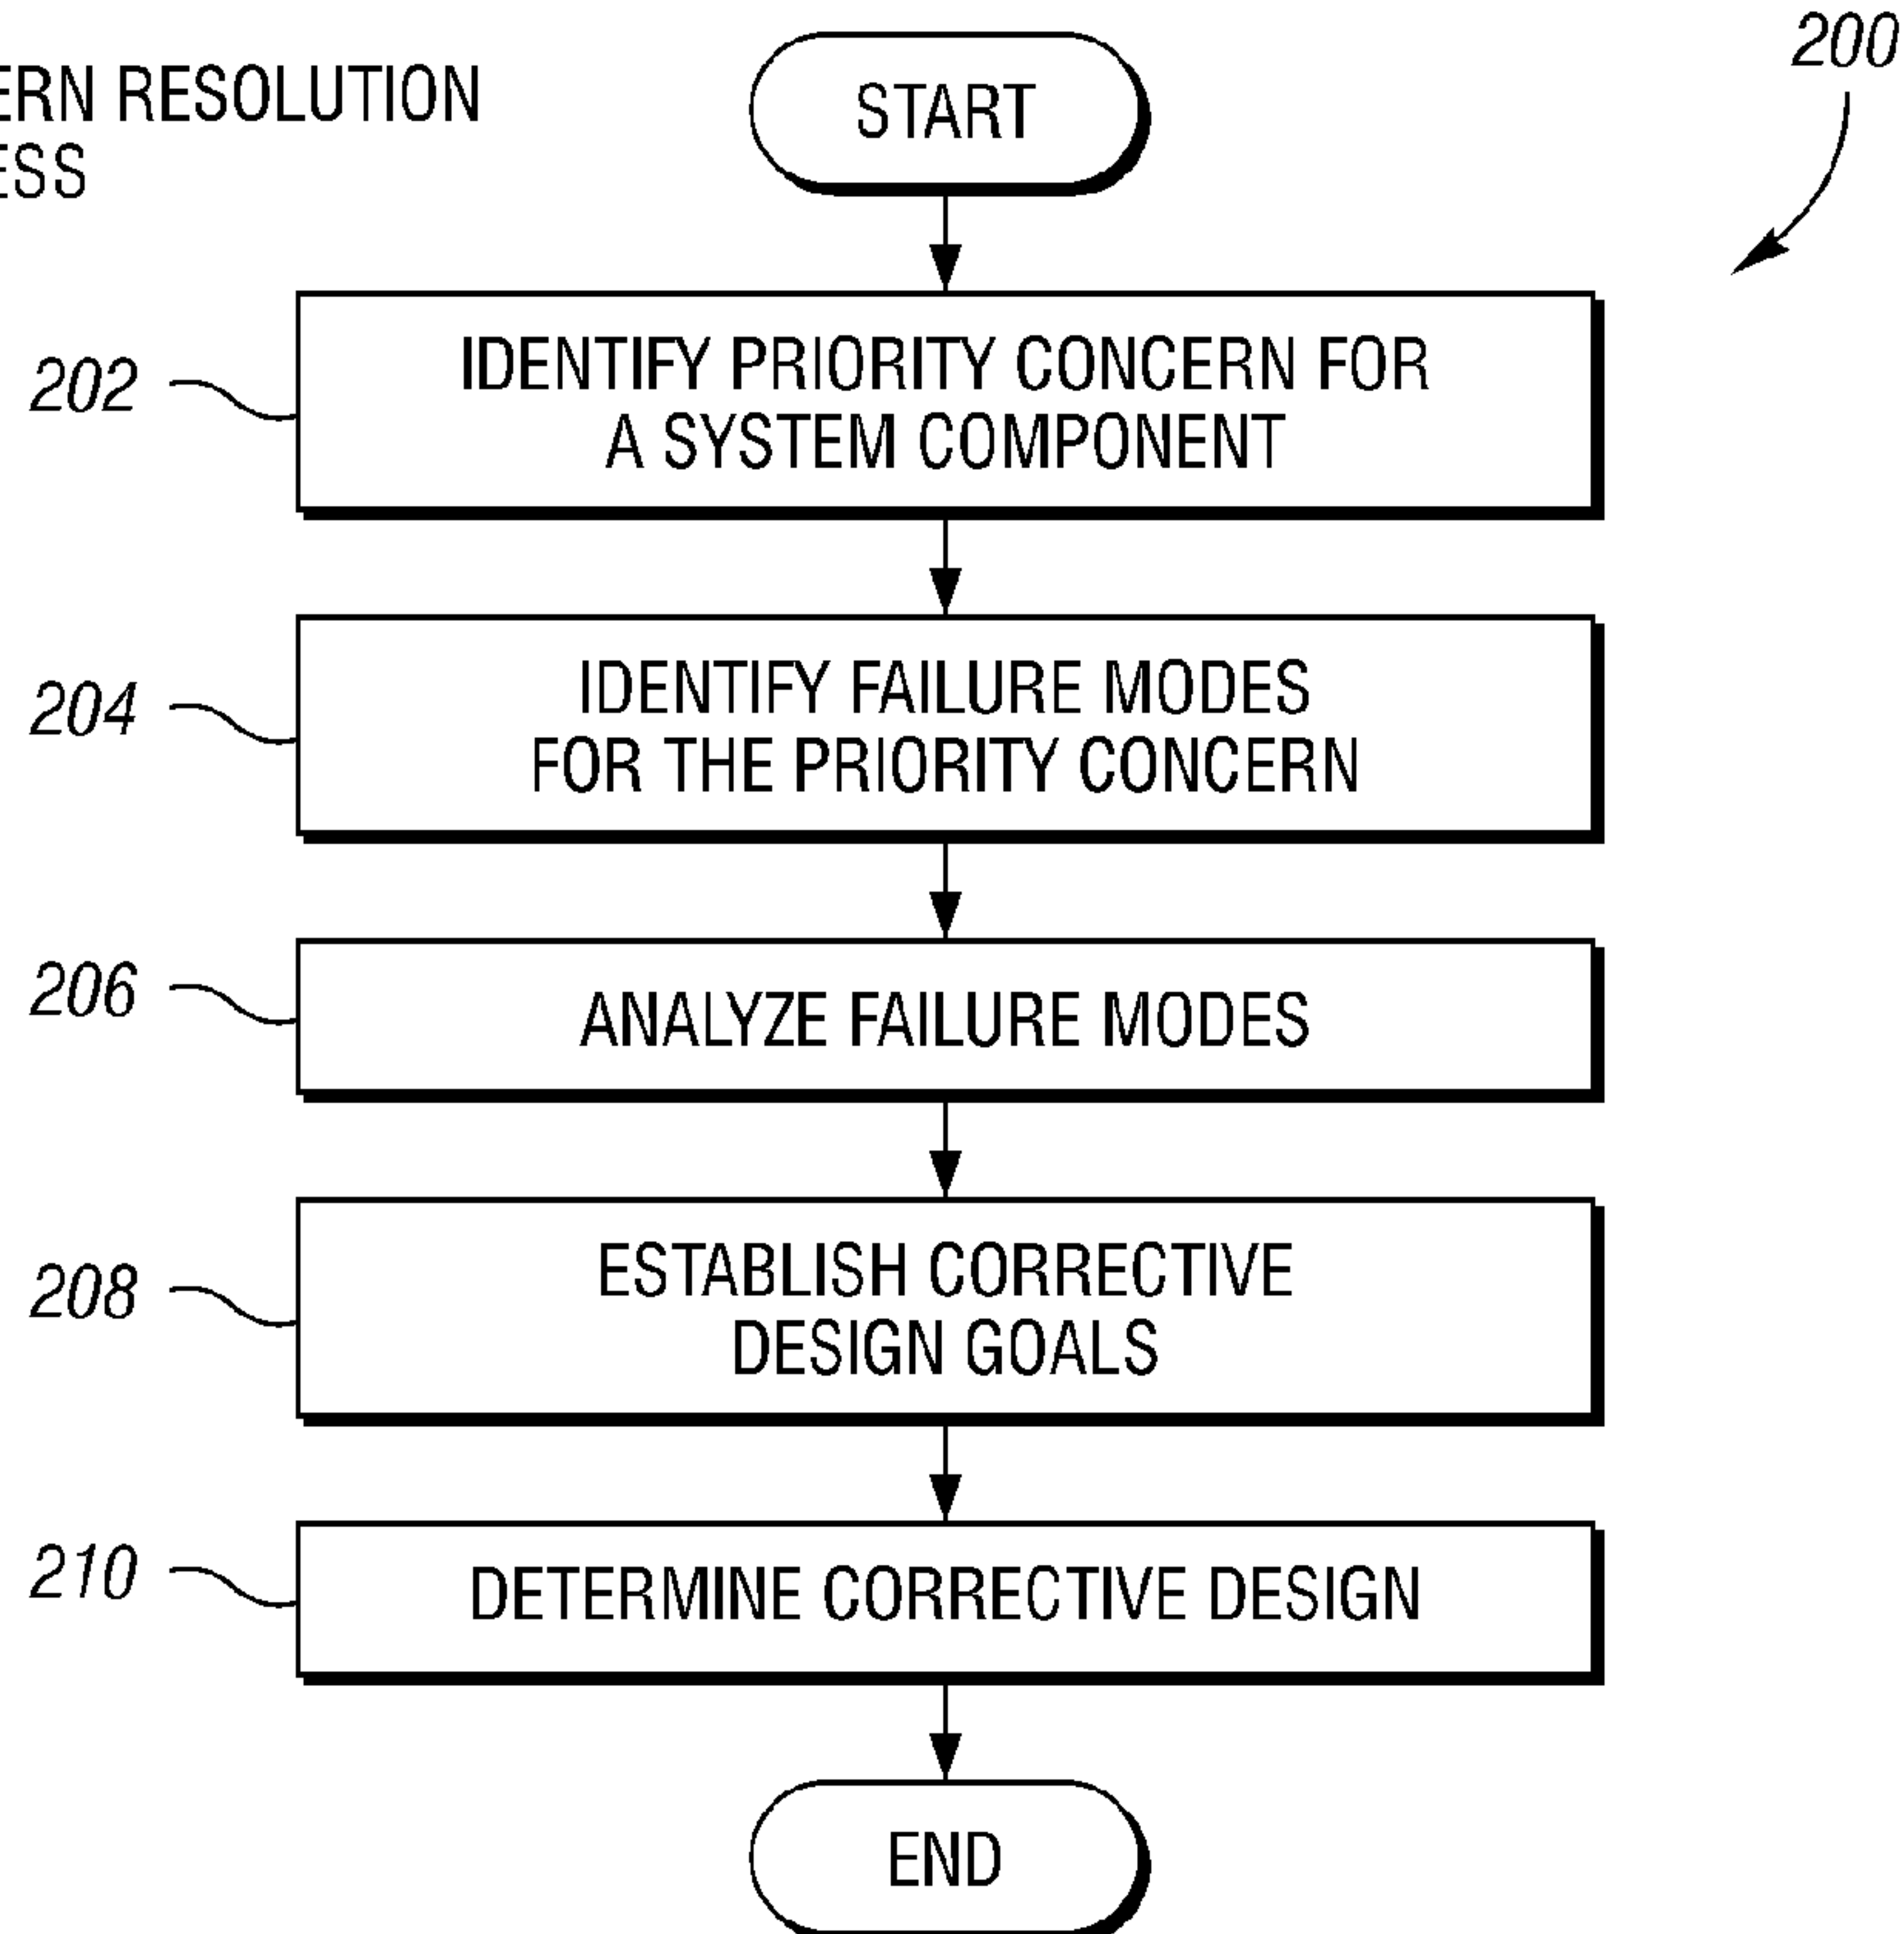 ERN RESOLUTION
ESS
START
200
202
IDENTIFY PRIORITY CONCERN FOR
A SYSTEM COMPONENT
204
IDENTIFY FAILURE MODES
FOR THE PRIORITY CONCERN
206
ANALYZE FAILURE MODES
208
ESTABLISH CORRECTIVE
DESIGN GOALS
210
DETERMINE CORRECTIVE DESIGN
END